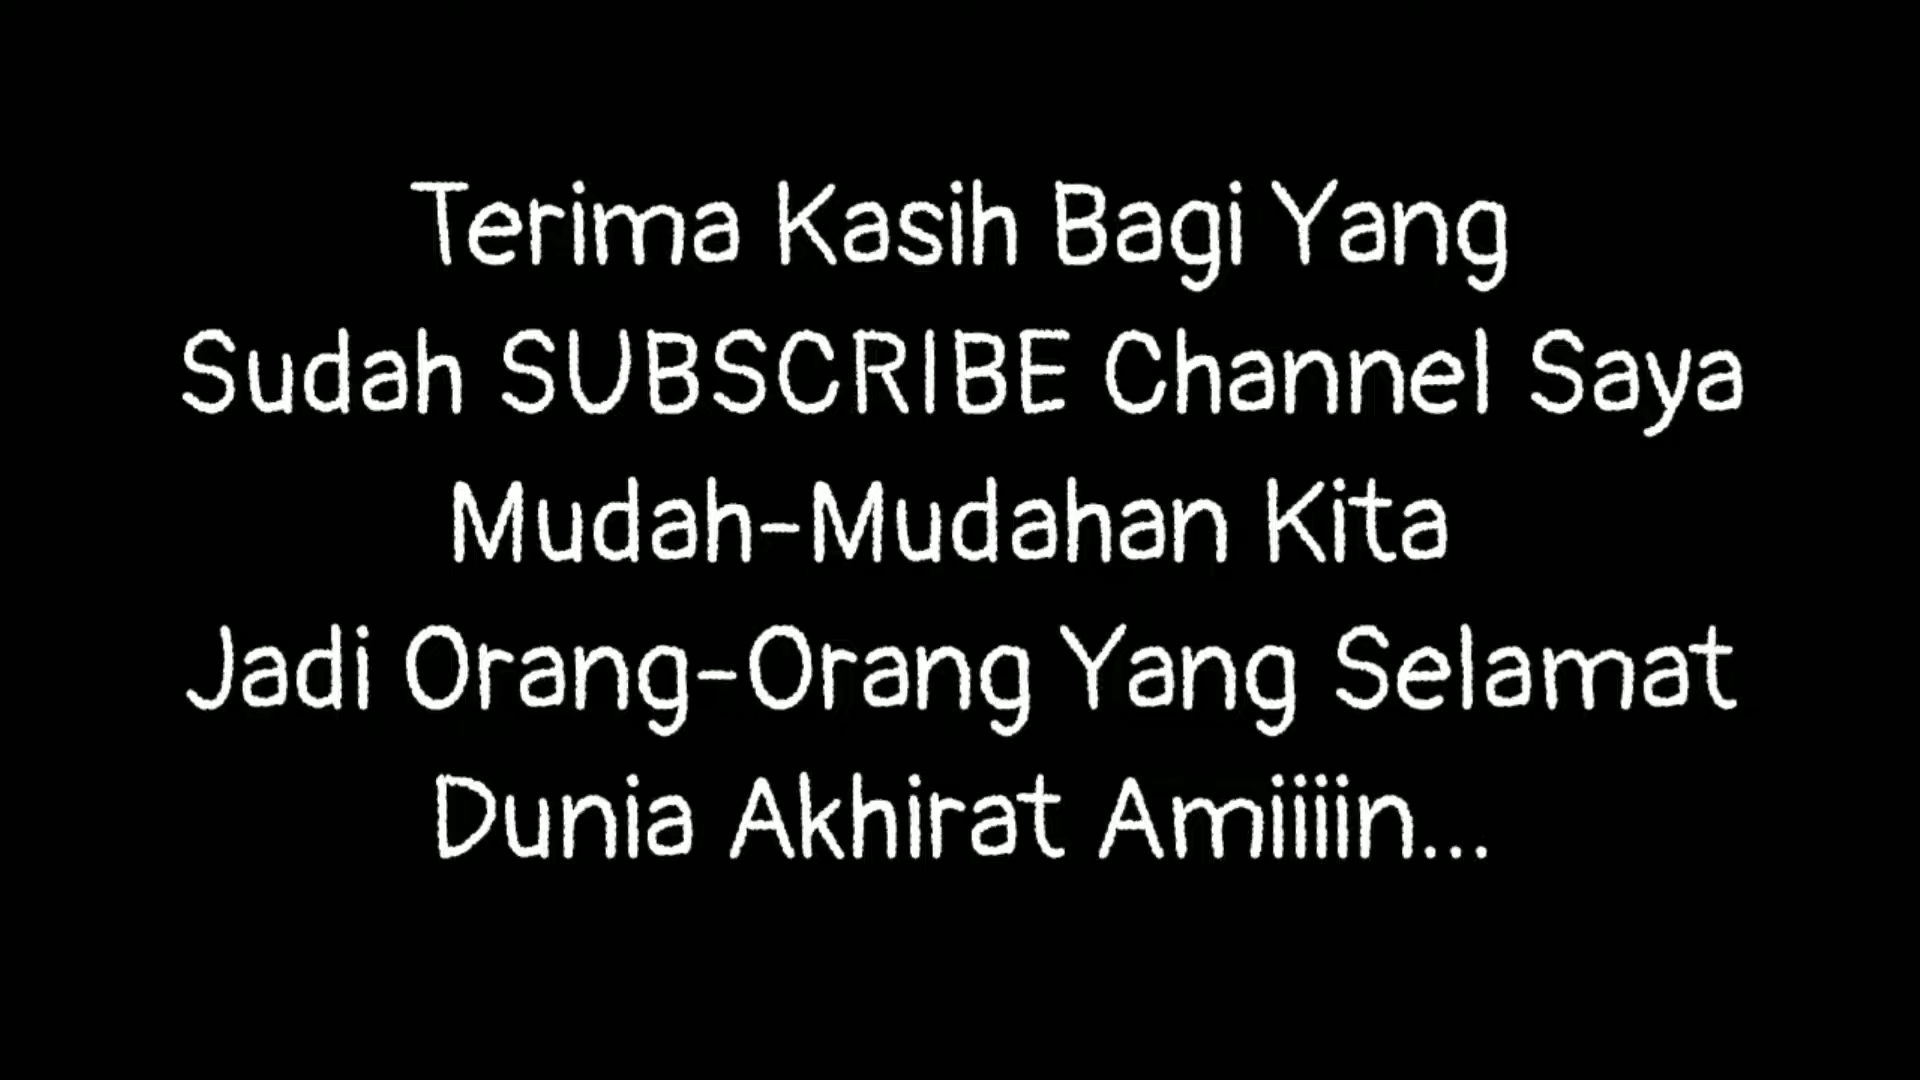 Terima Kasih Bagi Yang
Sudah SUBSCRIBE Channel Saya
Mudah-Mudahan Kita
Jadi Orang-Orang Yang Selamat
Dunia Akhirat Amiiiin...